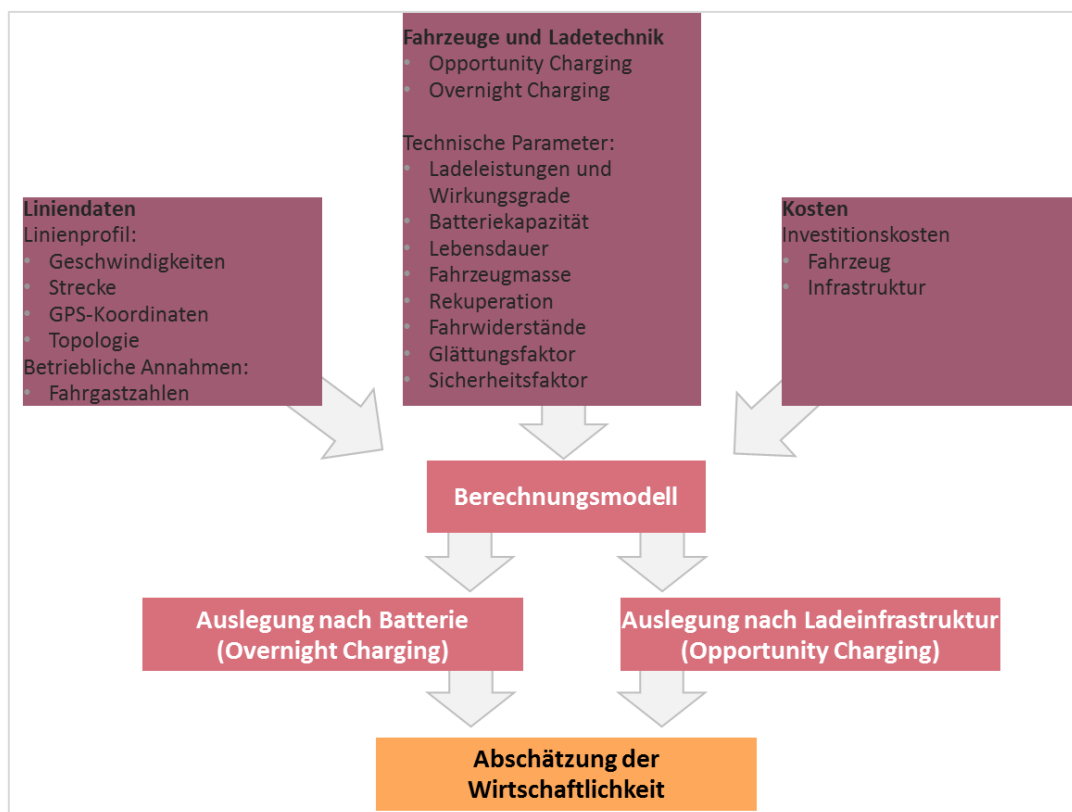 Fahrzeuge und Ladetechnik
• Opportunity Charging
• Overnight Charging
Technische Parameter:
• Ladeleistungen und
Wirkungsgrade
• Batteriekapazität
• Lebensdauer
• Fahrzeugmasse
• Rekuperation
• Fahrwiderstände
• Glättungsfaktor
• Sicherheitsfaktor
Liniendaten
Linienprofil:
• Geschwindigkeiten
• Strecke
• GPS-Koordinaten
• Topologie
Betriebliche Annahmen:
• Fahrgastzahlen
Kosten
Investitionskosten
• Fahrzeug
• Infrastruktur
Berechnungsmodell
Auslegung nach Batterie
(Overnight Charging)
Auslegung nach Ladeinfrastruktur
(Opportunity Charging)
Abschätzung der
Wirtschaftlichkeit